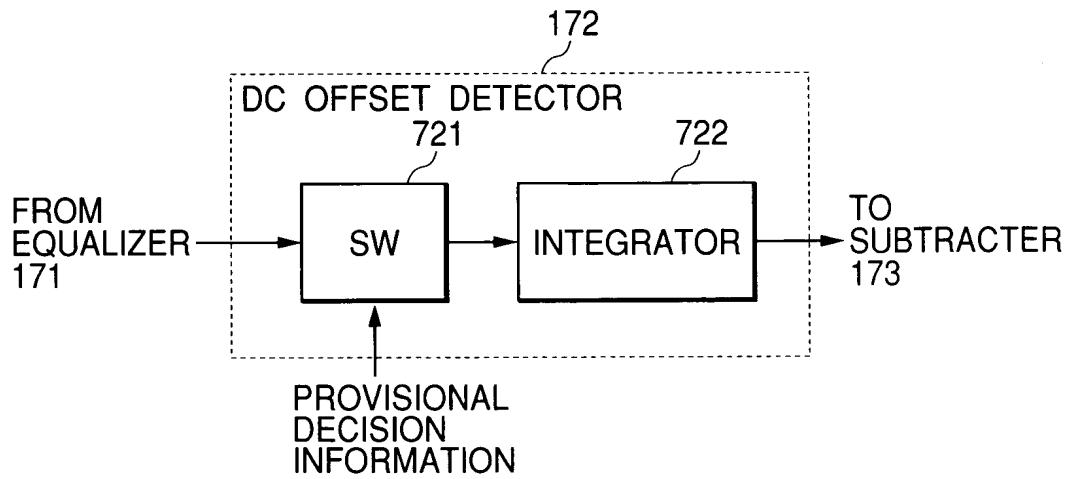 172
DC OFFSET DETECTOR
721
722
FROM
EQUALIZER
171
SW
INTEGRATOR
TO
SUBTRACTER
173
PROVISIONAL
DECISION
INFORMATION